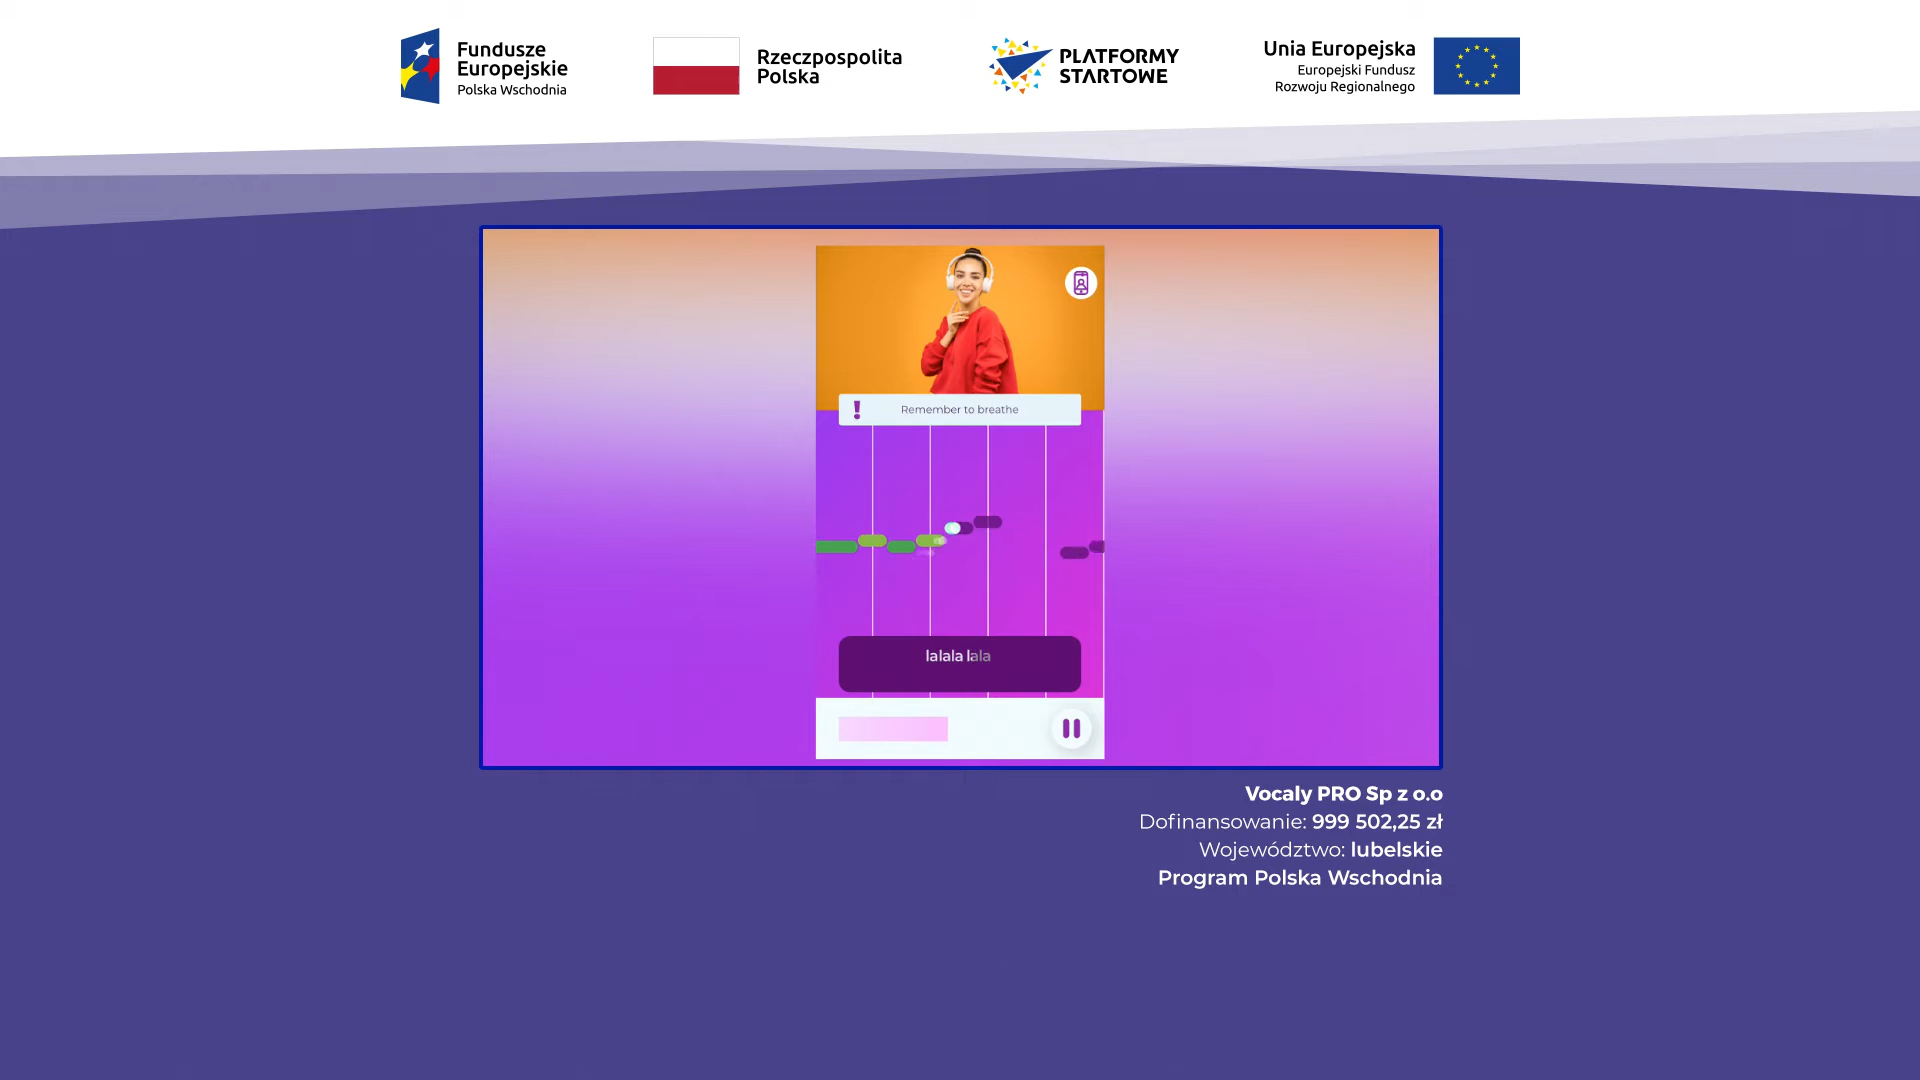 Fundusze
Europejskie
Polska Wschodnia
Rzeczpospolita
Polska
PLATFORMY
STARTOWE
Unia Europejska
Europejski Fundusz
Rozwoju Regionalnego
Remember to breathe
lalala lala
Vocaly PRO Sp z o.o
Dofinansowanie: 999 502,25 zł
Województwo: lubelskie
Program Polska Wschodnia